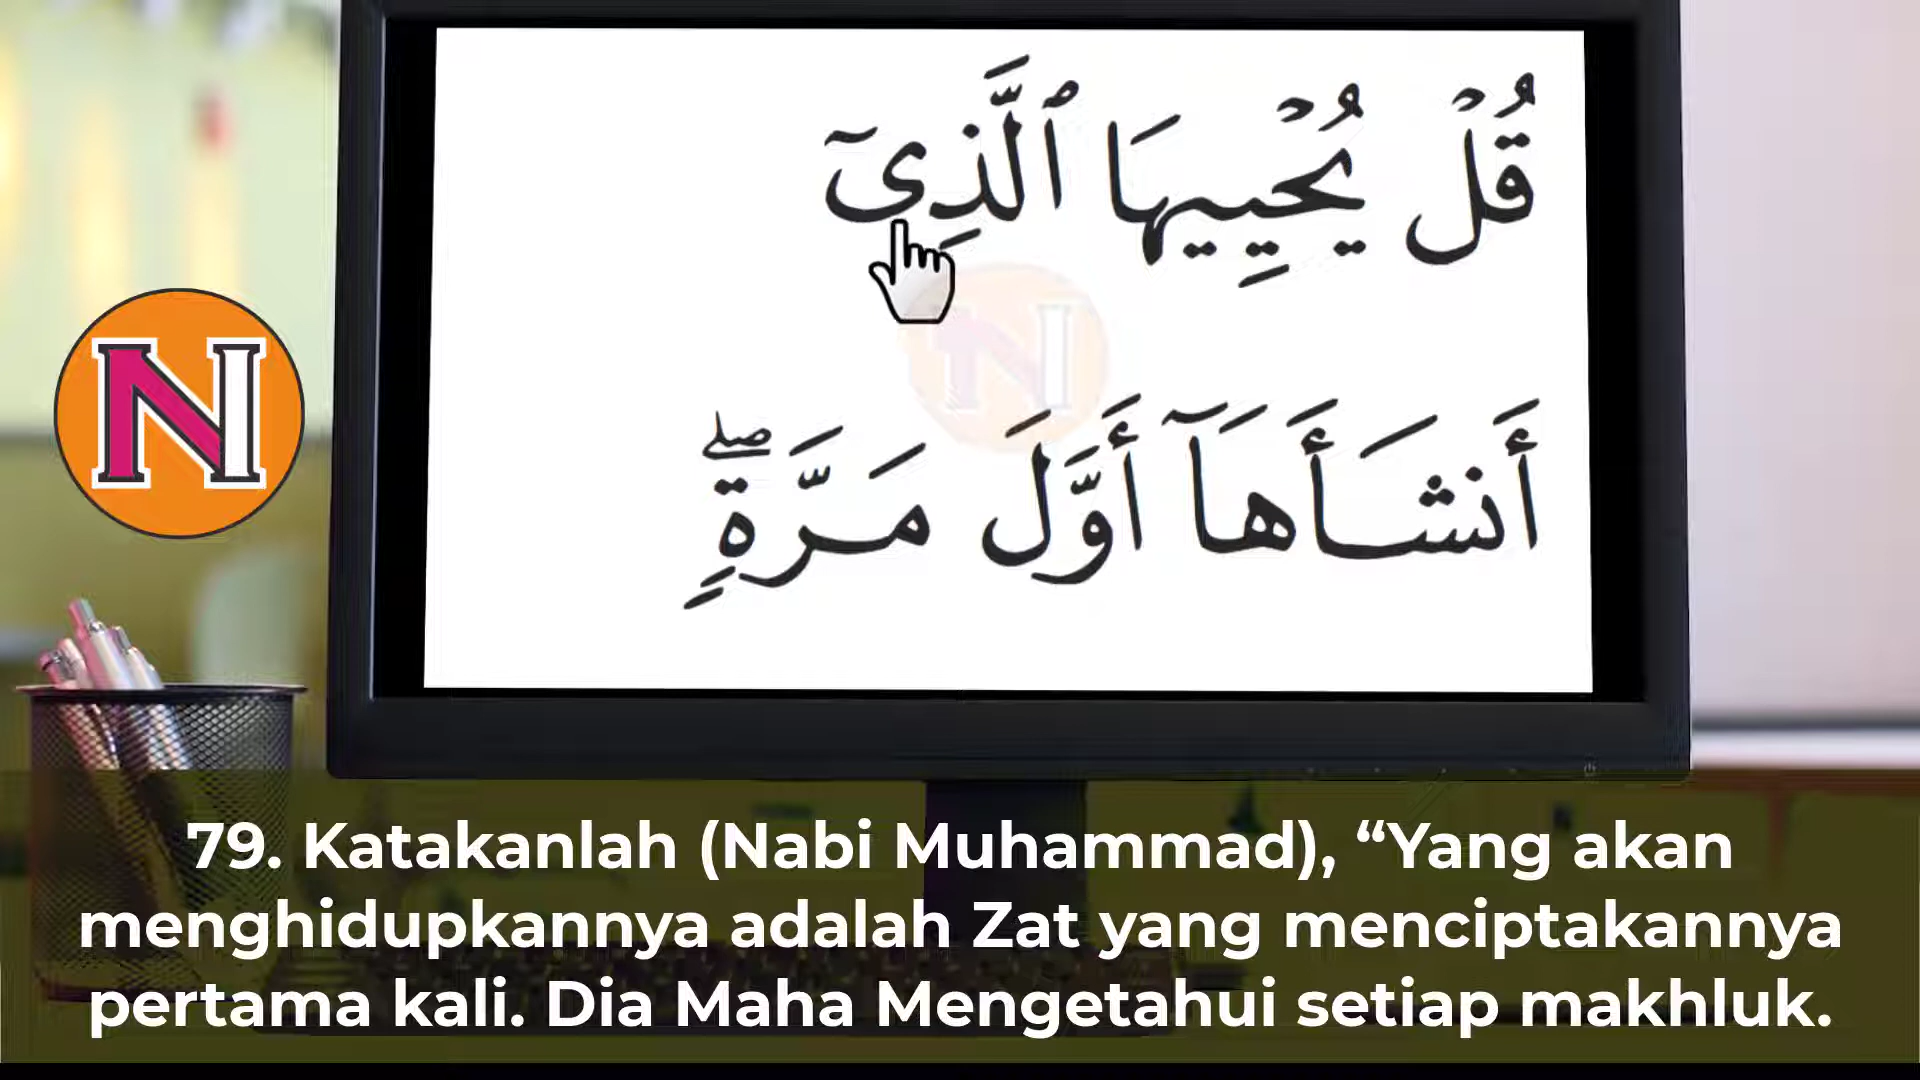 قُلْ يُحْيِيهَا ٱلَّذِىٓ
أَنشَأَهَآ أَوَّلَ مَرَّةٍۢ ۖ
N
79. Katakanlah (Nabi Muhammad), “Yang akan
menghidupkannya adalah Zat yang menciptakannya
pertama kali. Dia Maha Mengetahui setiap makhluk.